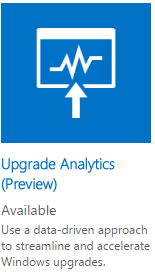 Upgrade Analytics
(Preview)
Available
Use a data-driven approach
to streamline and accelerate
Windows upgrades.